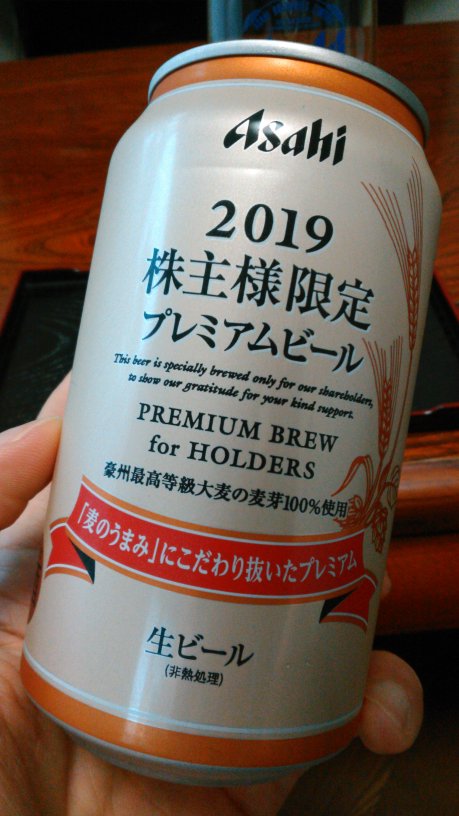 Asahi
2019
株主様限定
プレミアムビール
This beer is specially brewed only for our shareholders,
to show our gratitude for your kind support.
PREMIUM BREW
for HOLDERS
豪州最高等級大麦の麦芽100%使用
「麦のうまみ」にこだわり抜いたプレミアム
生ビール
(非熱処理)